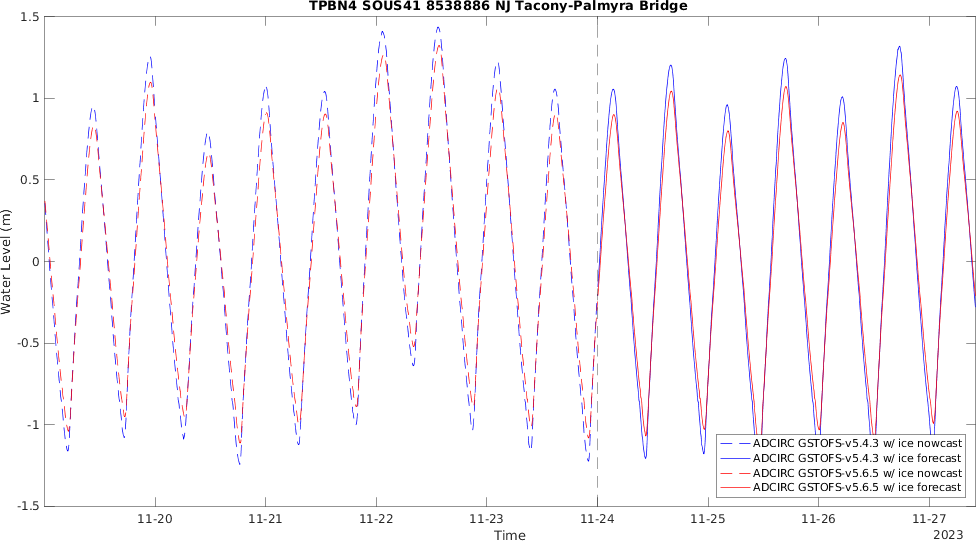 TPBN4 SOUS41 8538886 NJ Tacony-Palmyra Bridge
1.5
1
0.5
0
-0.5
-1
-1.5
Water Level (m)
11-20 11-21 11-22 11-23 11-24 11-25 11-26 11-27
Time
2023
ADCIRC GSTOFS-v5.4.3 w/ ice nowcast
ADCIRC GSTOFS-v5.4.3 w/ ice forecast
ADCIRC GSTOFS-v5.6.5 w/ ice nowcast
ADCIRC GSTOFS-v5.6.5 w/ ice forecast